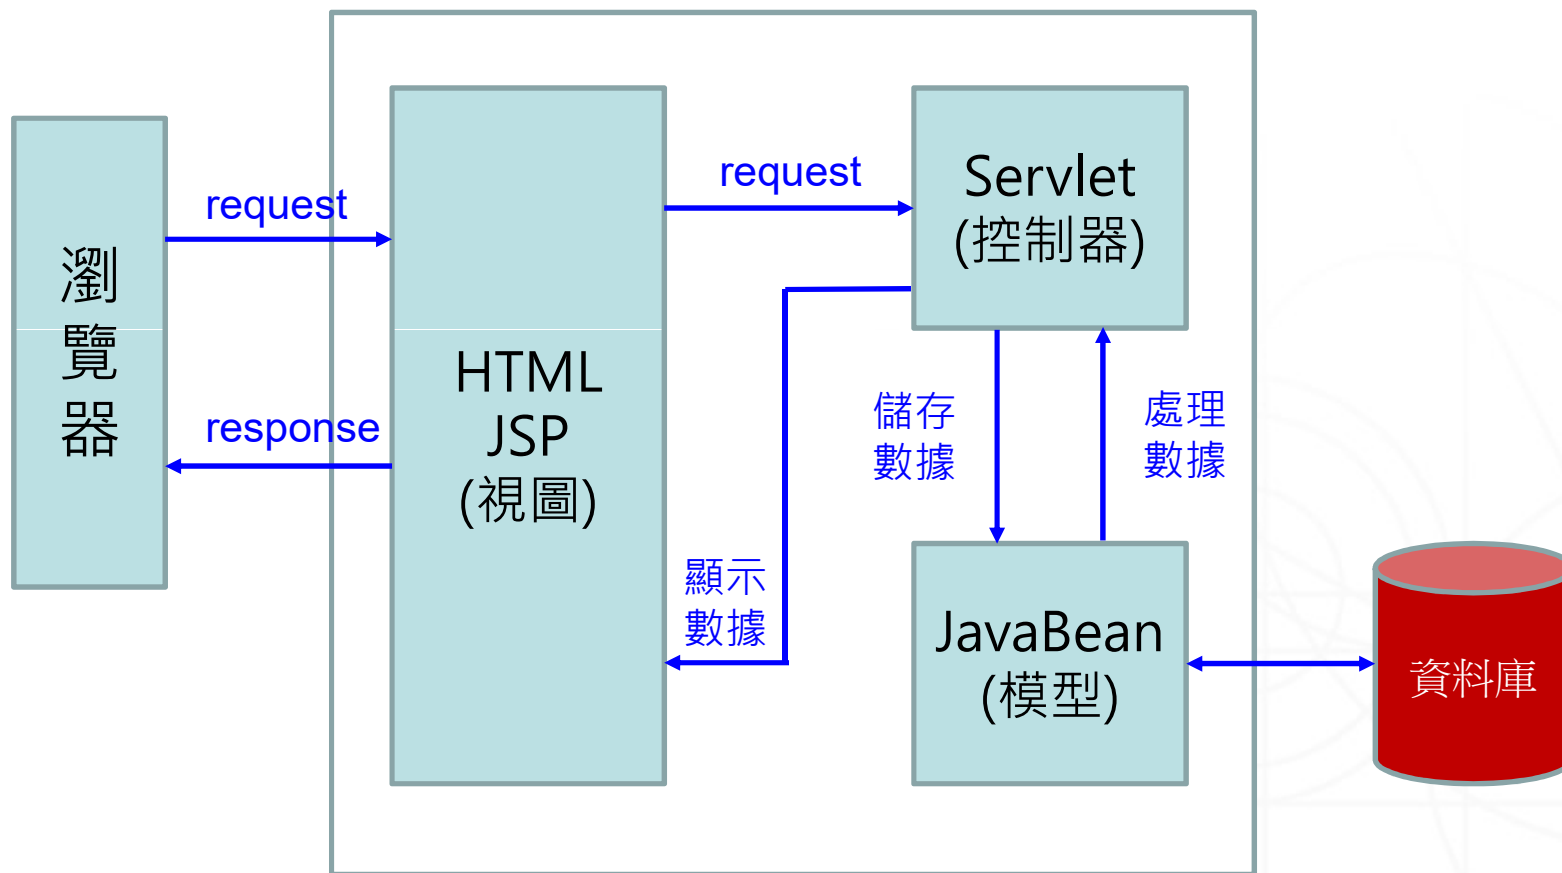 瀏
覽
器
request
response
HTML
JSP
(視圖)
request
顯示
數據
Servlet
(控制器)
儲存
數據
處理
數據
JavaBean
(模型)
資料庫